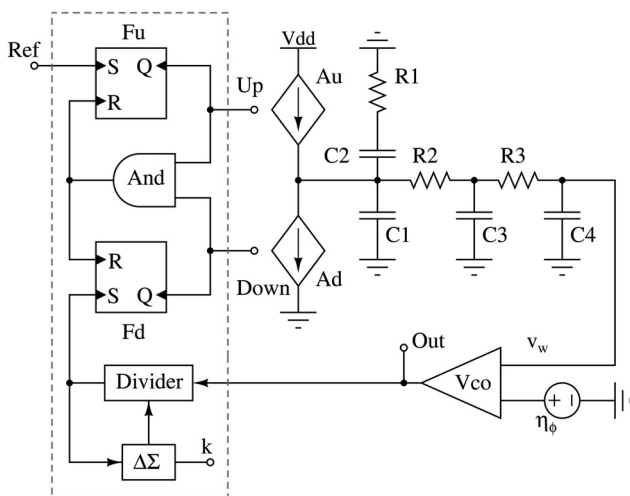 Fu
Vdd
Ref
S Q
Up
Au
R1
R
C2
R2
R3
And
C1
C3
C4
R
S Q
Down
Ad
Fd
Out
v_w
Divider
Vco
+ −
η_ϕ
k
ΔΣ